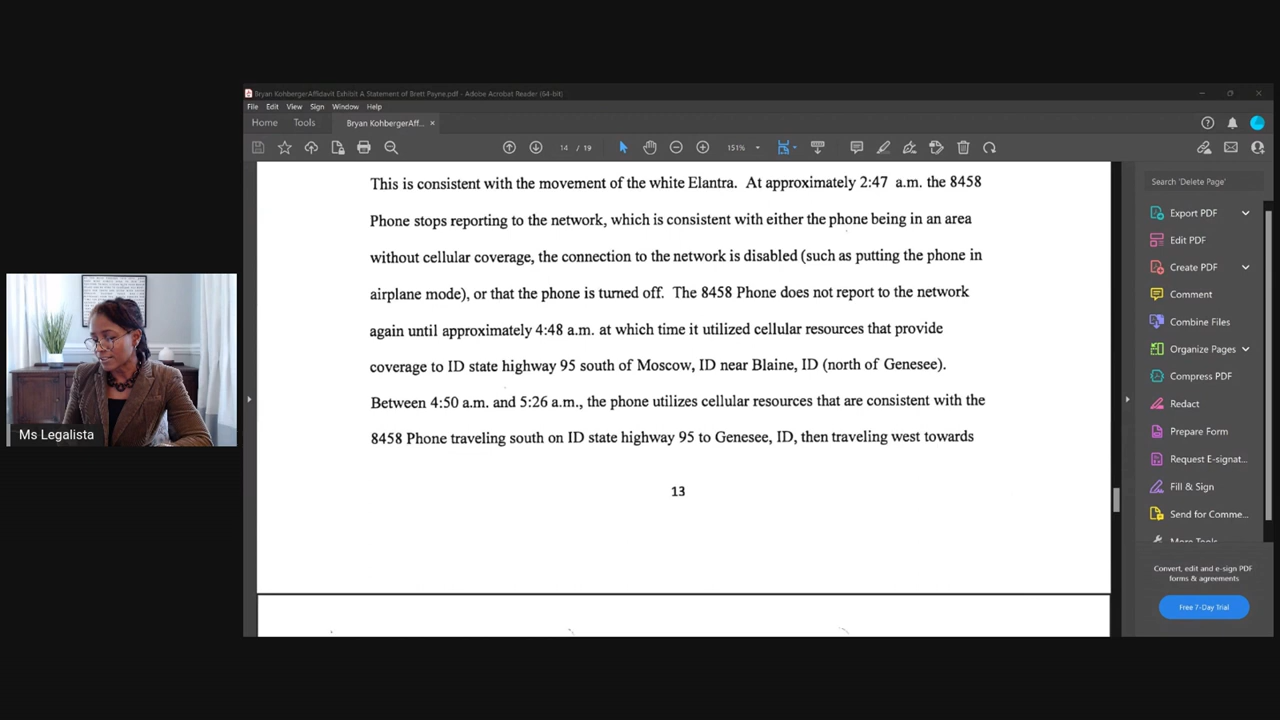 Bryan KohbergerAffidavit Exhibit A Statement of Brett Payne.pdf - Adobe Acrobat Reader (64-bit)
File Edit View Sign Window Help
Home Tools Bryan KohbergerAff... ×
14 / 19 151%
This is consistent with the movement of the white Elantra. At approximately 2:47 a.m. the 8458
Phone stops reporting to the network, which is consistent with either the phone being in an area
without cellular coverage, the connection to the network is disabled (such as putting the phone in
airplane mode), or that the phone is turned off. The 8458 Phone does not report to the network
again until approximately 4:48 a.m. at which time it utilized cellular resources that provide
coverage to ID state highway 95 south of Moscow, ID near Blaine, ID (north of Genesee).
Between 4:50 a.m. and 5:26 a.m., the phone utilizes cellular resources that are consistent with the
8458 Phone traveling south on ID state highway 95 to Genesee, ID, then traveling west towards
13
Search 'Delete Page'
Export PDF
Edit PDF
Create PDF
Comment
Combine Files
Organize Pages
Compress PDF
Redact
Prepare Form
Request E-signat...
Fill & Sign
Send for Comme...
More Tools
Convert, edit and e-sign PDF
forms & agreements
Free 7-Day Trial
Ms Legalista